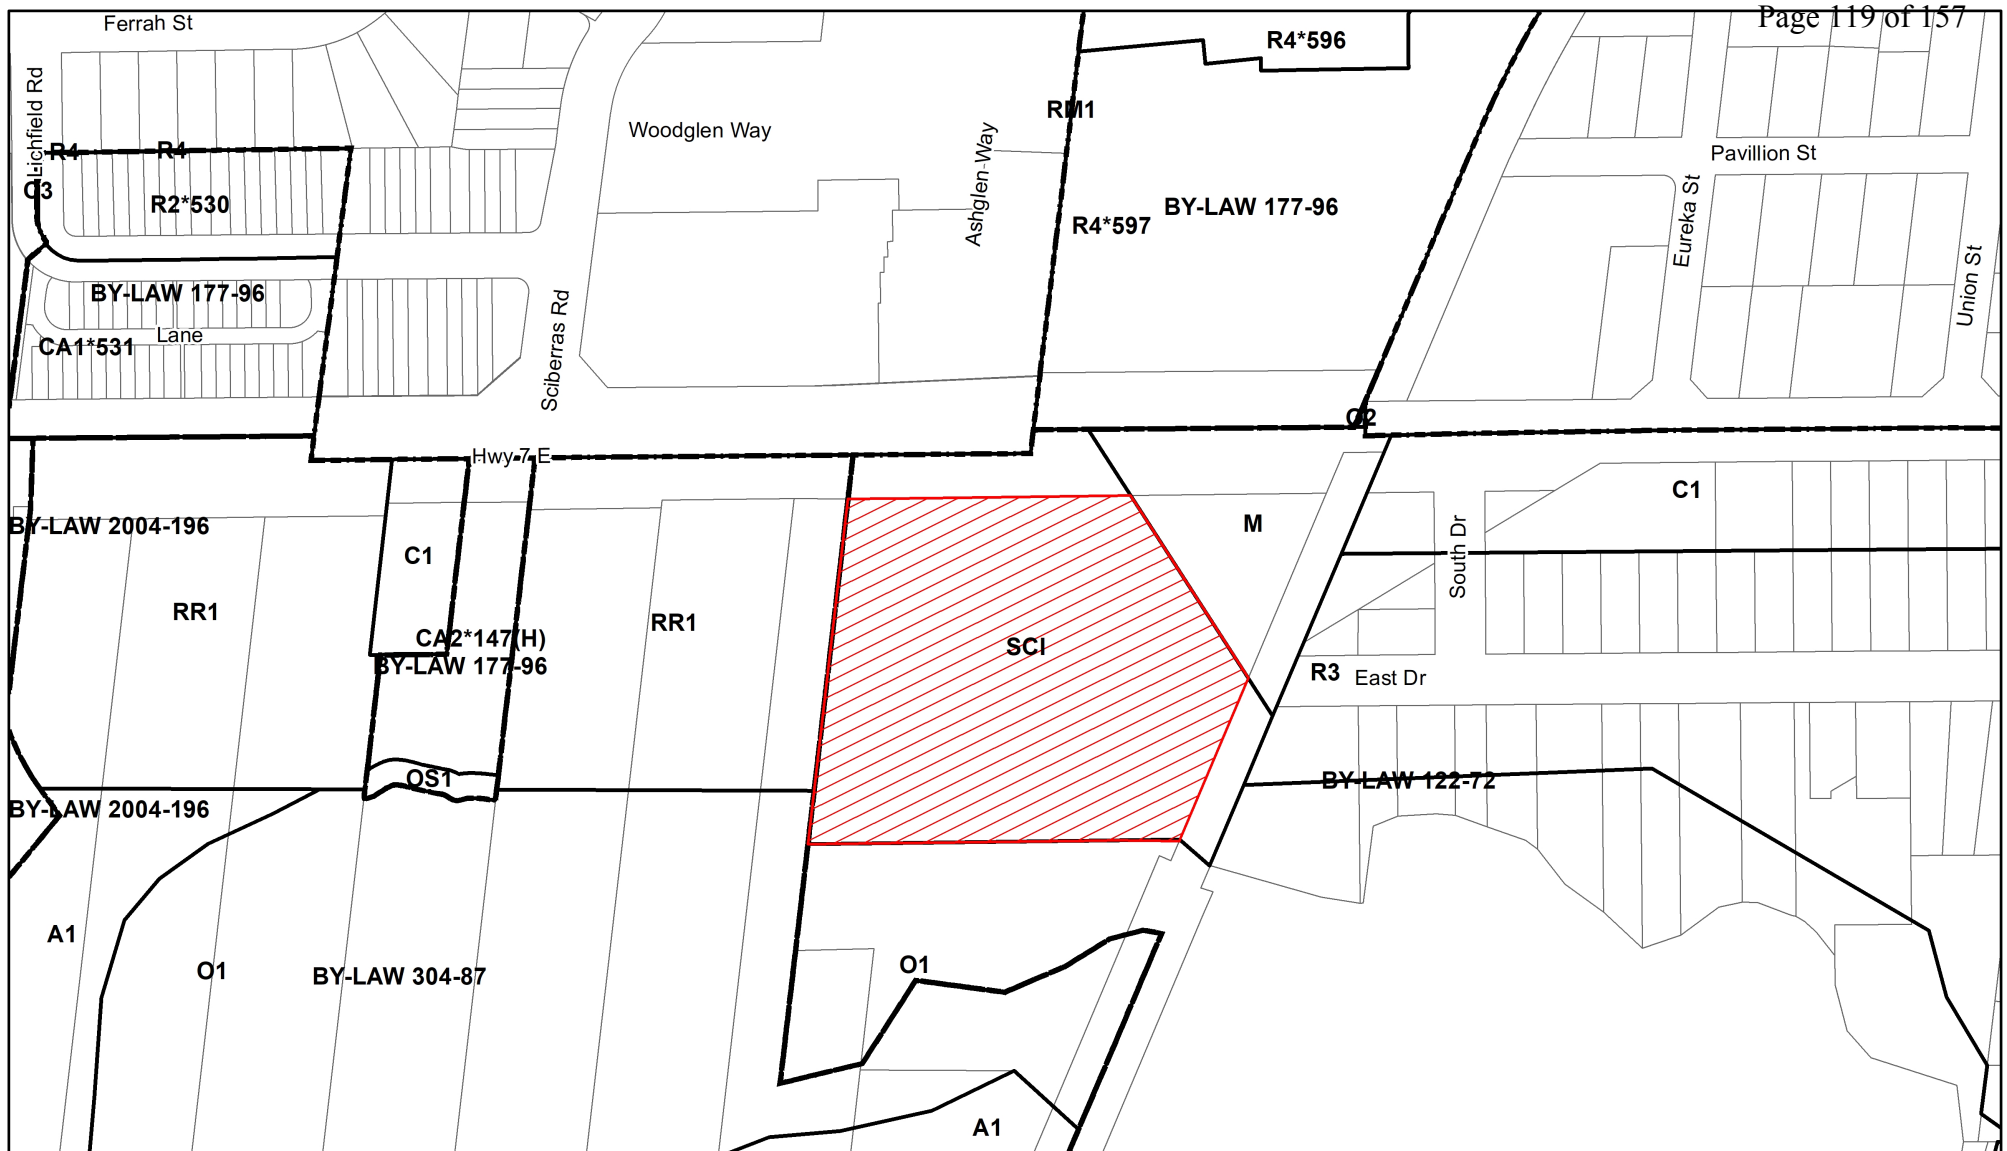 Page 119 of 157
Ferrah St
R4*596
Lichfield Rd
RM1
Woodglen Way
Ashglen Way
R4
R4
Pavillion St
R2*530
BY-LAW 177-96
R4*597
Eureka St
Union St
BY-LAW 177-96
Lane
CA1*531
Sciberras Rd
Hwy 7 E
C1
BY-LAW 2004-196
M
South Dr
C1
RR1
CA2*147(H)
BY-LAW 177-96
RR1
SCI
R3
East Dr
OS1
BY-LAW 122-72
BY-LAW 2004-196
A1
O1
BY-LAW 304-87
O1
A1